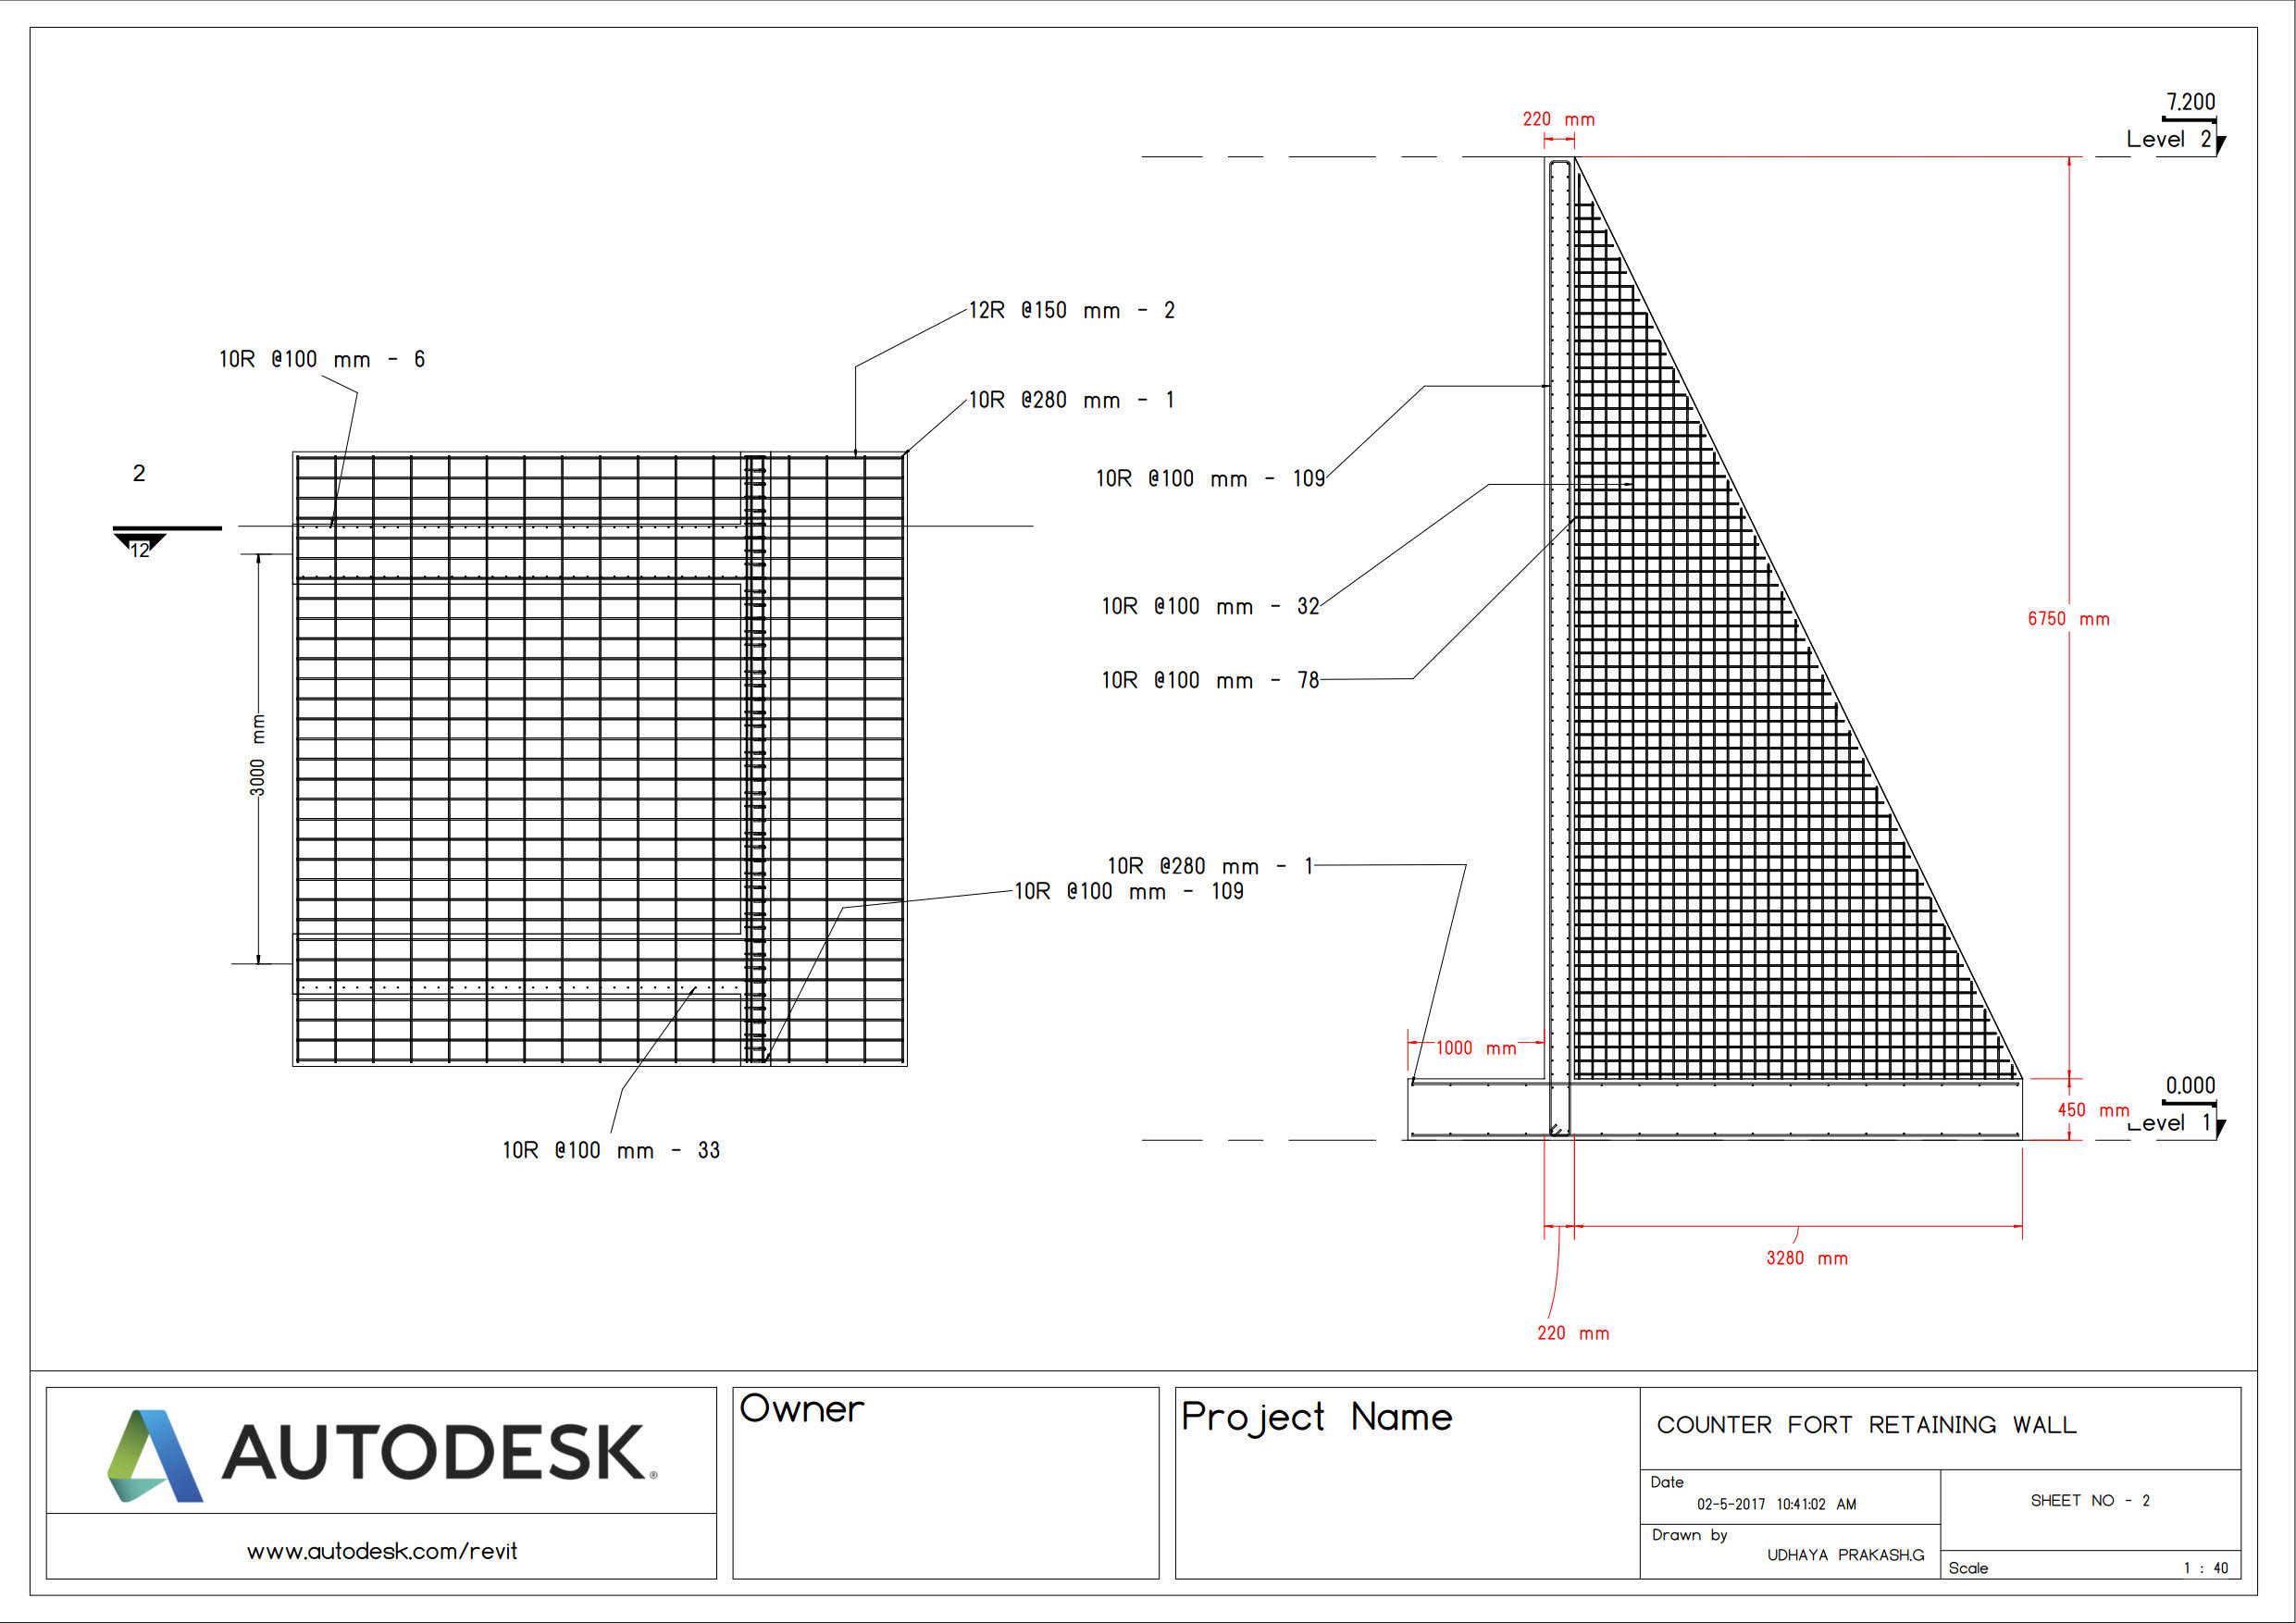 7.200
Level 2
220 mm
6750 mm
12R @150 mm - 2
10R @100 mm - 6
10R @280 mm - 1
2
12
3000 mm
10R @100 mm - 109
10R @100 mm - 32
10R @100 mm - 78
10R @280 mm - 1
10R @100 mm - 109
1000 mm
0.000
450 mm
Level 1
10R @100 mm - 33
3280 mm
220 mm
AUTODESK®
www.autodesk.com/revit
Owner
Project Name
COUNTER FORT RETAINING WALL
Date
02-5-2017 10:41:02 AM
SHEET NO - 2
Drawn by
UDHAYA PRAKASH.G
Scale
1 : 40